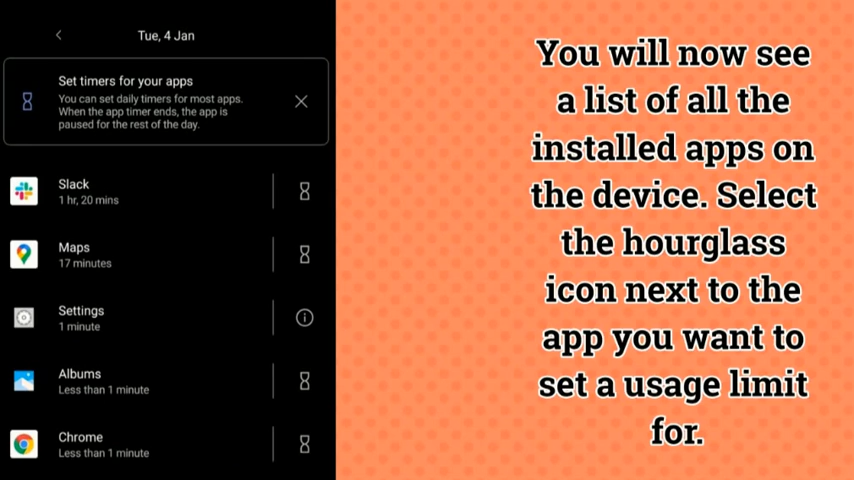 Tue, 4 Jan
Set timers for your apps
You can set daily timers for most apps.
When the app timer ends, the app is
paused for the rest of the day.
Slack
1 hr, 20 mins
Maps
17 minutes
Settings
1 minute
Albums
Less than 1 minute
Chrome
Less than 1 minute
You will now see
a list of all the
installed apps on
the device. Select
the hourglass
icon next to the
app you want to
set a usage limit
for.